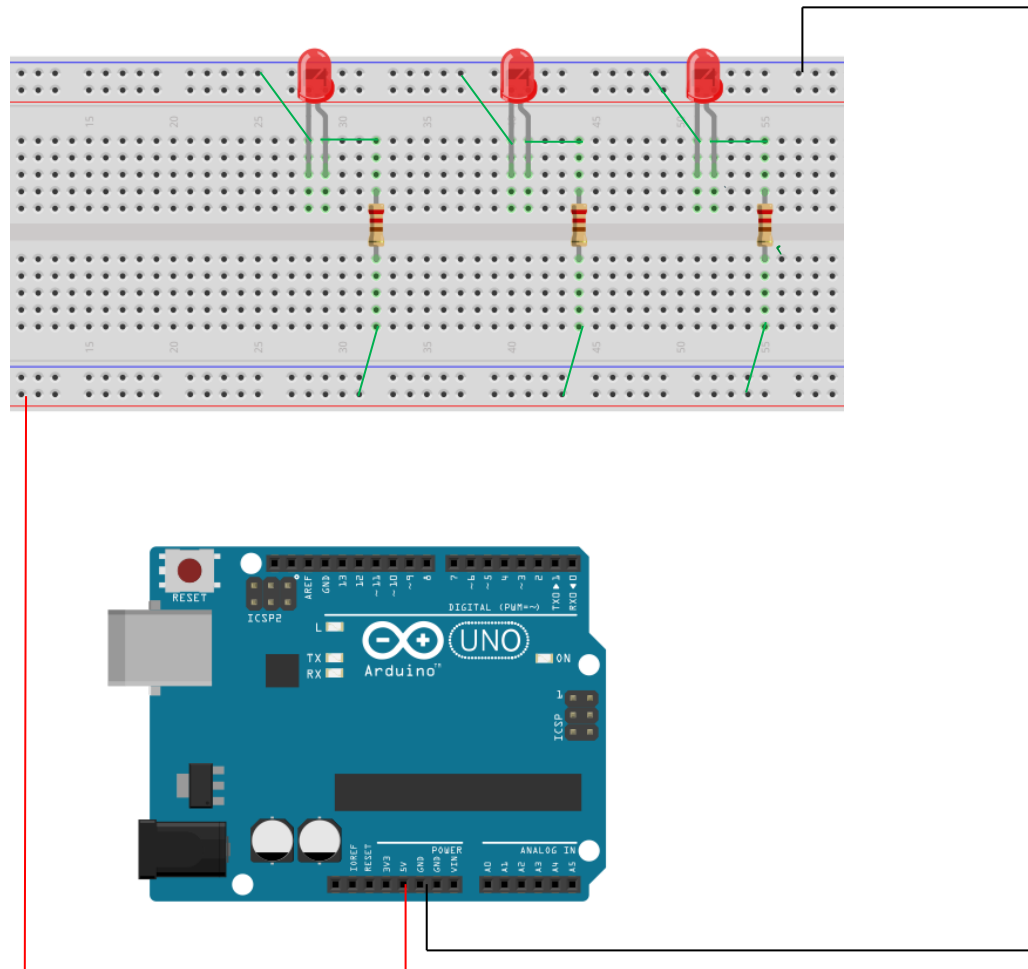 15 20 25 30 35 40 45 50 55
15 20 25 30 35 40 45 50 55
RESET
ICSP2
AREF GND 13 12 ~11 ~10 ~9 8 7 ~6 ~5 4 ~3 2 TX0▶1 RX0◀0
DIGITAL (PWM=~)
L
TX
RX
UNO
Arduino™
ON
1
ICSP
POWER
ANALOG IN
IOREF RESET 3V3 5V GND GND VIN A0 A1 A2 A3 A4 A5